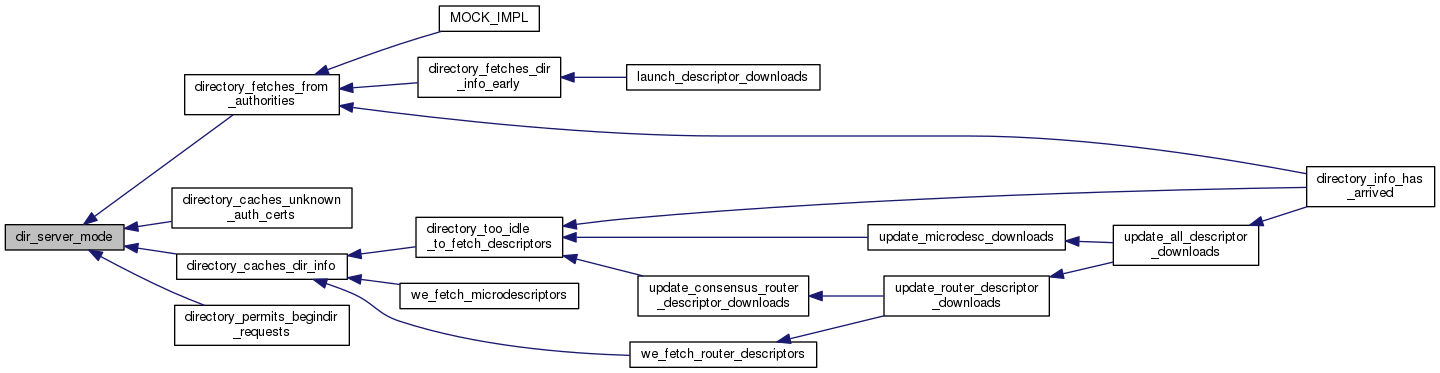 MOCK_IMPL
directory_fetches_dir
_info_early
launch_descriptor_downloads
directory_fetches_from
_authorities
directory_info_has
_arrived
directory_caches_unknown
_auth_certs
dir_server_mode
directory_too_idle
_to_fetch_descriptors
update_microdesc_downloads
update_all_descriptor
_downloads
directory_caches_dir_info
we_fetch_microdescriptors
update_consensus_router
_descriptor_downloads
update_router_descriptor
_downloads
directory_permits_begindir
_requests
we_fetch_router_descriptors